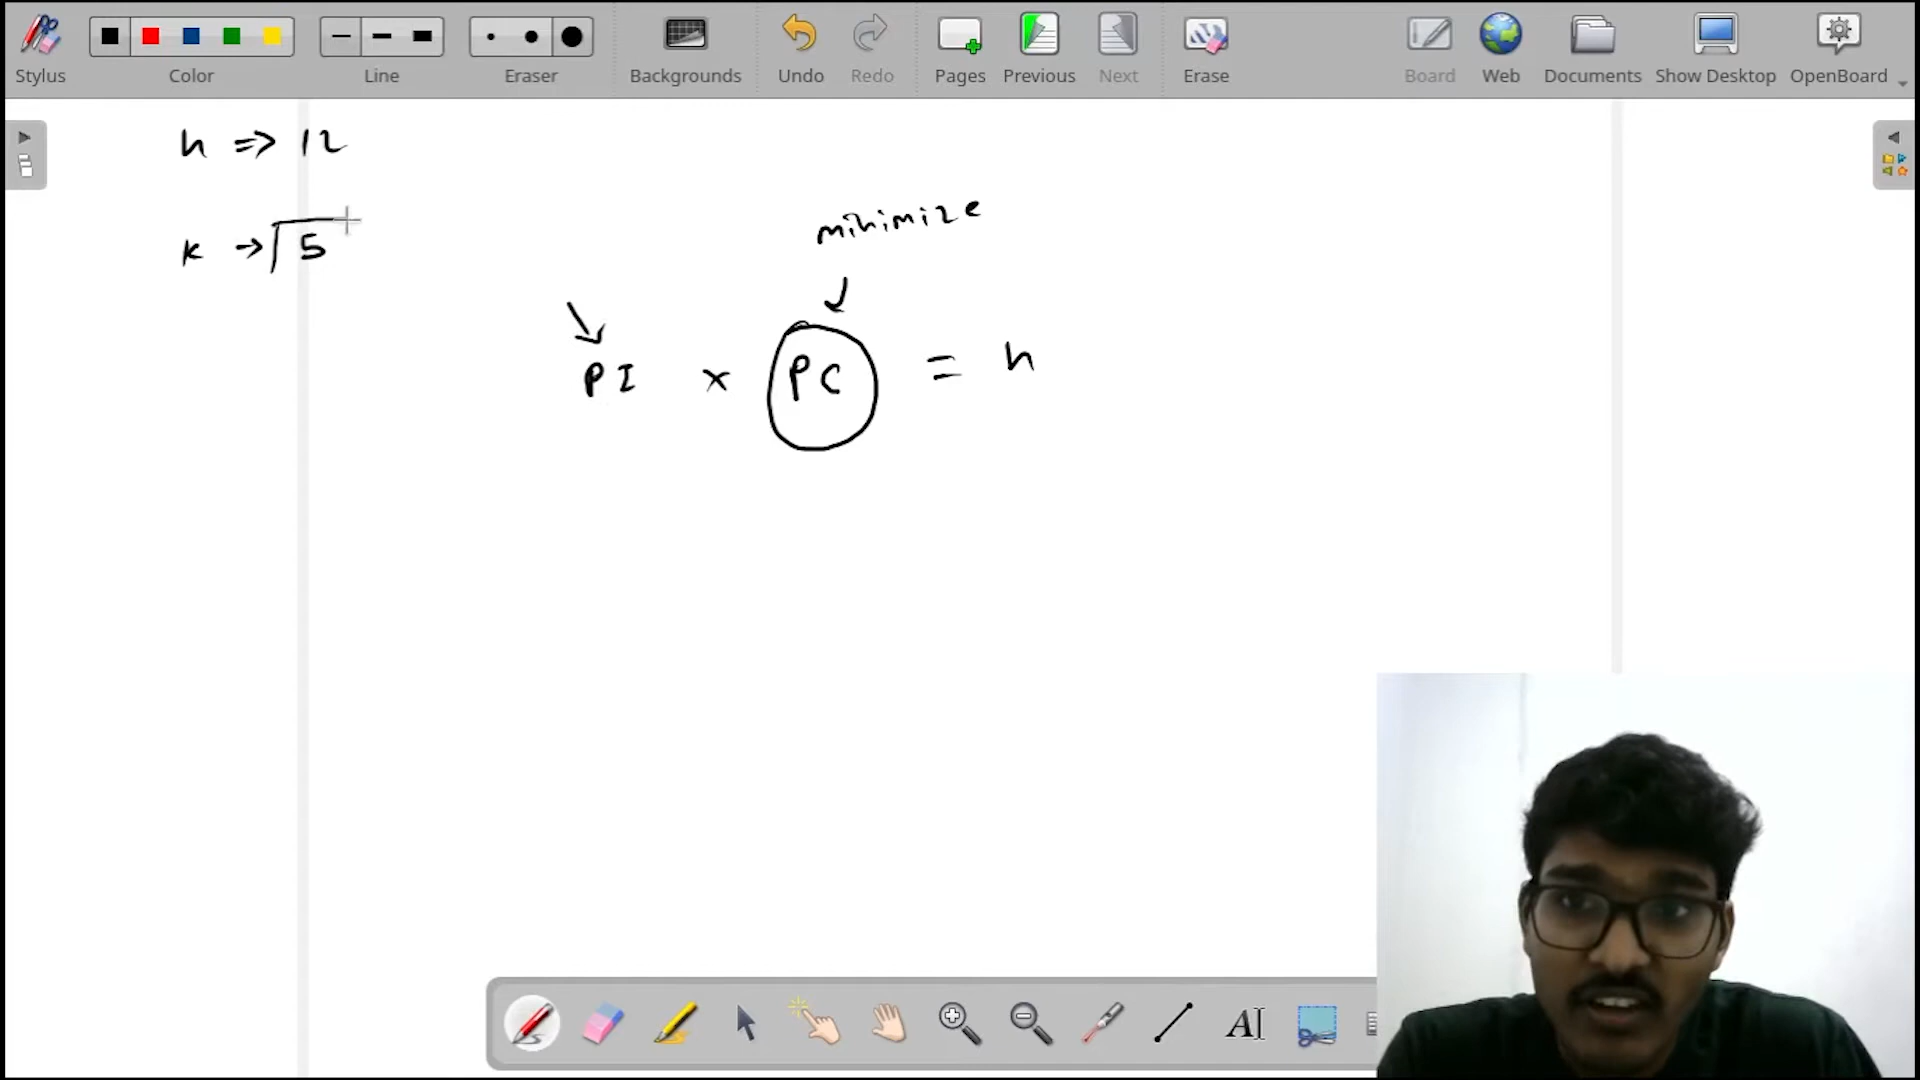 Stylus Color Line Eraser Backgrounds Undo Redo Pages Previous Next Erase Board Web Documents Show Desktop OpenBoard
n => 12
k -> 5
minimize
PI x PC = n
AI